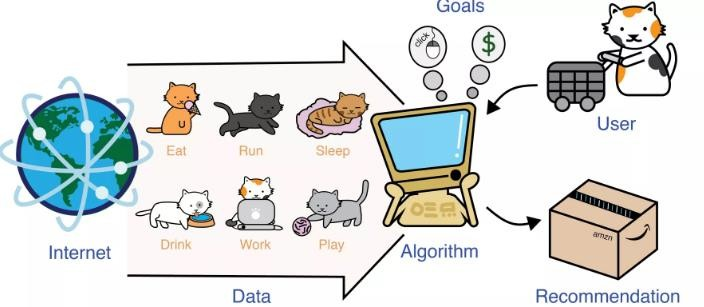 Goals
click
$
User
Eat
Run
Sleep
Drink
Work
Play
Internet
Algorithm
Data
amzn
Recommendation